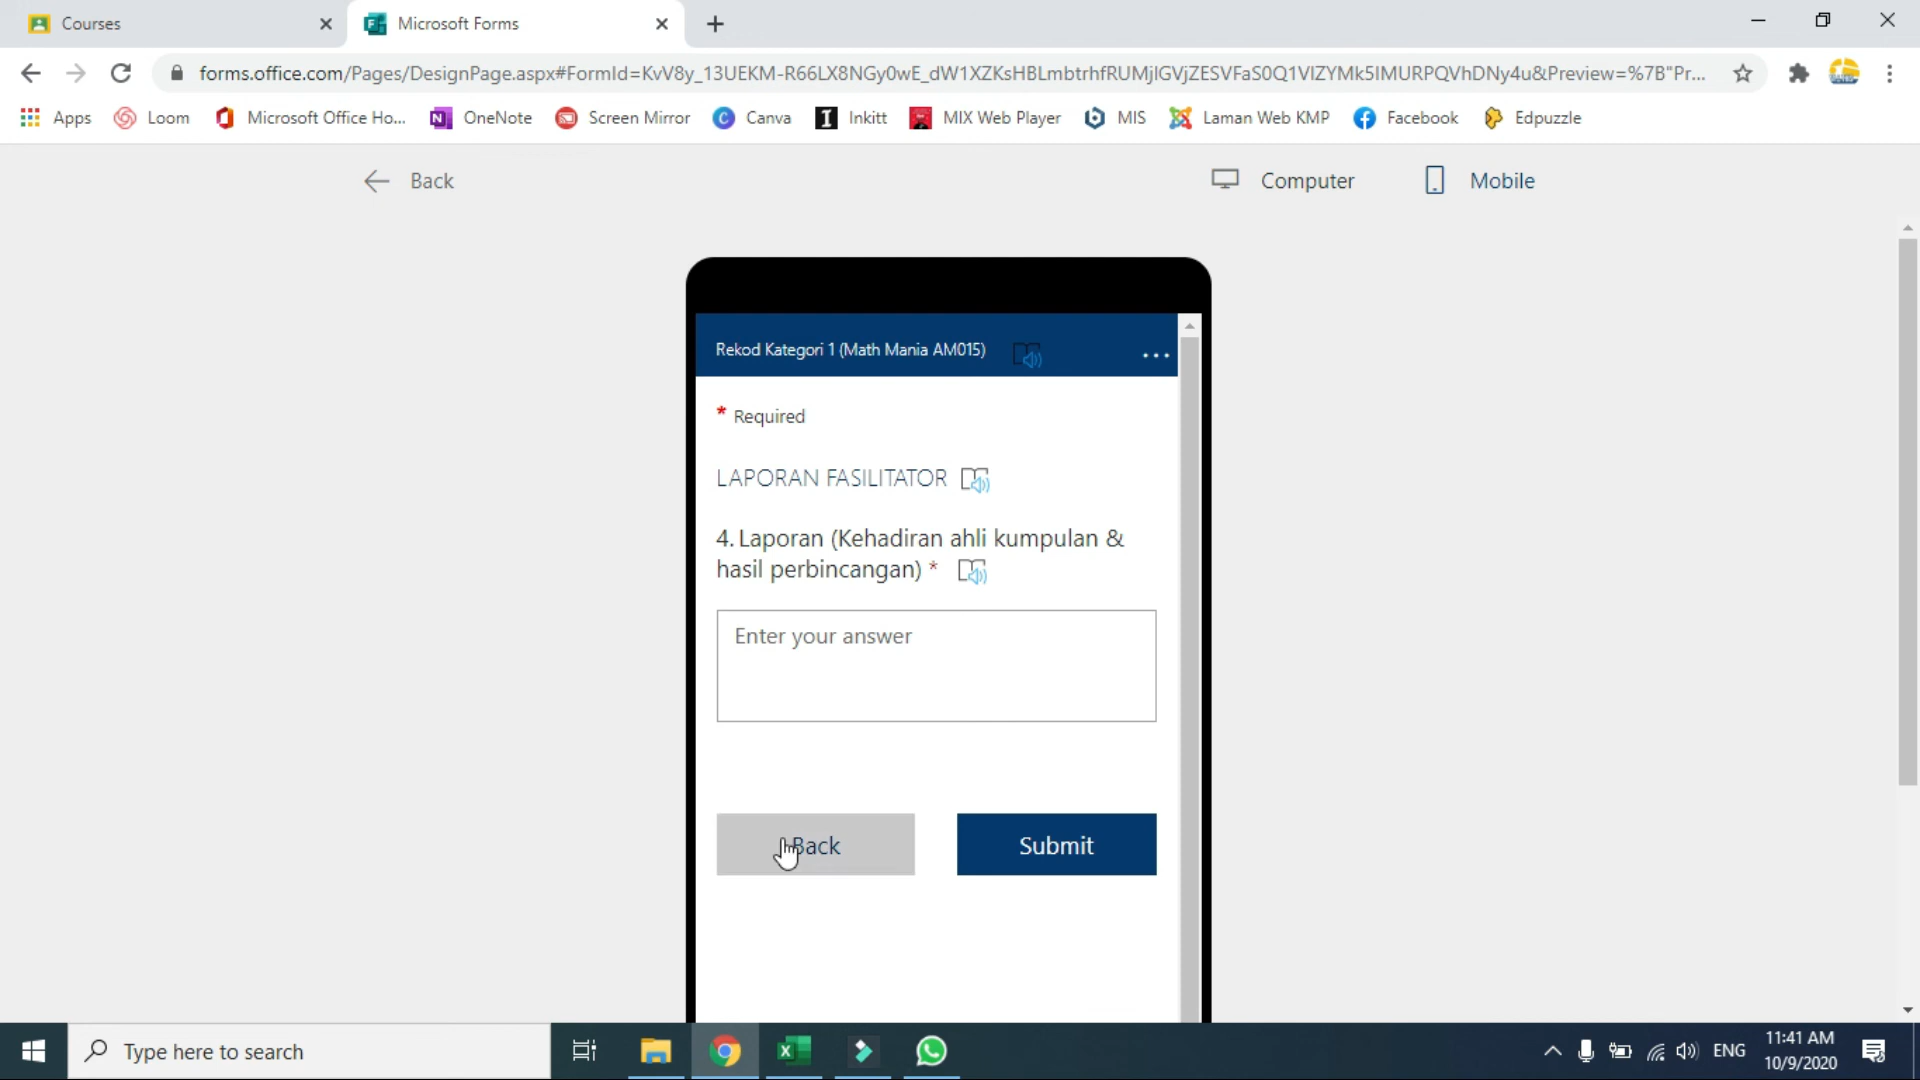 Courses
Microsoft Forms
forms.office.com/Pages/DesignPage.aspx#FormId=KvV8y_13UEKM-R66LX8NGy0wE_dW1XZKsHBLmbtrhfRUMjlGVjZESVFaS0Q1VlZYMk5IMURPQVhDNy4u&Preview=%7B"Pr...
Apps Loom Microsoft Office Ho... OneNote Screen Mirror Canva Inkitt MIX Web Player MIS Laman Web KMP Facebook Edpuzzle
Back Computer Mobile
Rekod Kategori 1 (Math Mania AM015) ...
* Required
LAPORAN FASILITATOR
4. Laporan (Kehadiran ahli kumpulan &
hasil perbincangan) *
Enter your answer
Back Submit
Type here to search
ENG
11:41 AM
10/9/2020